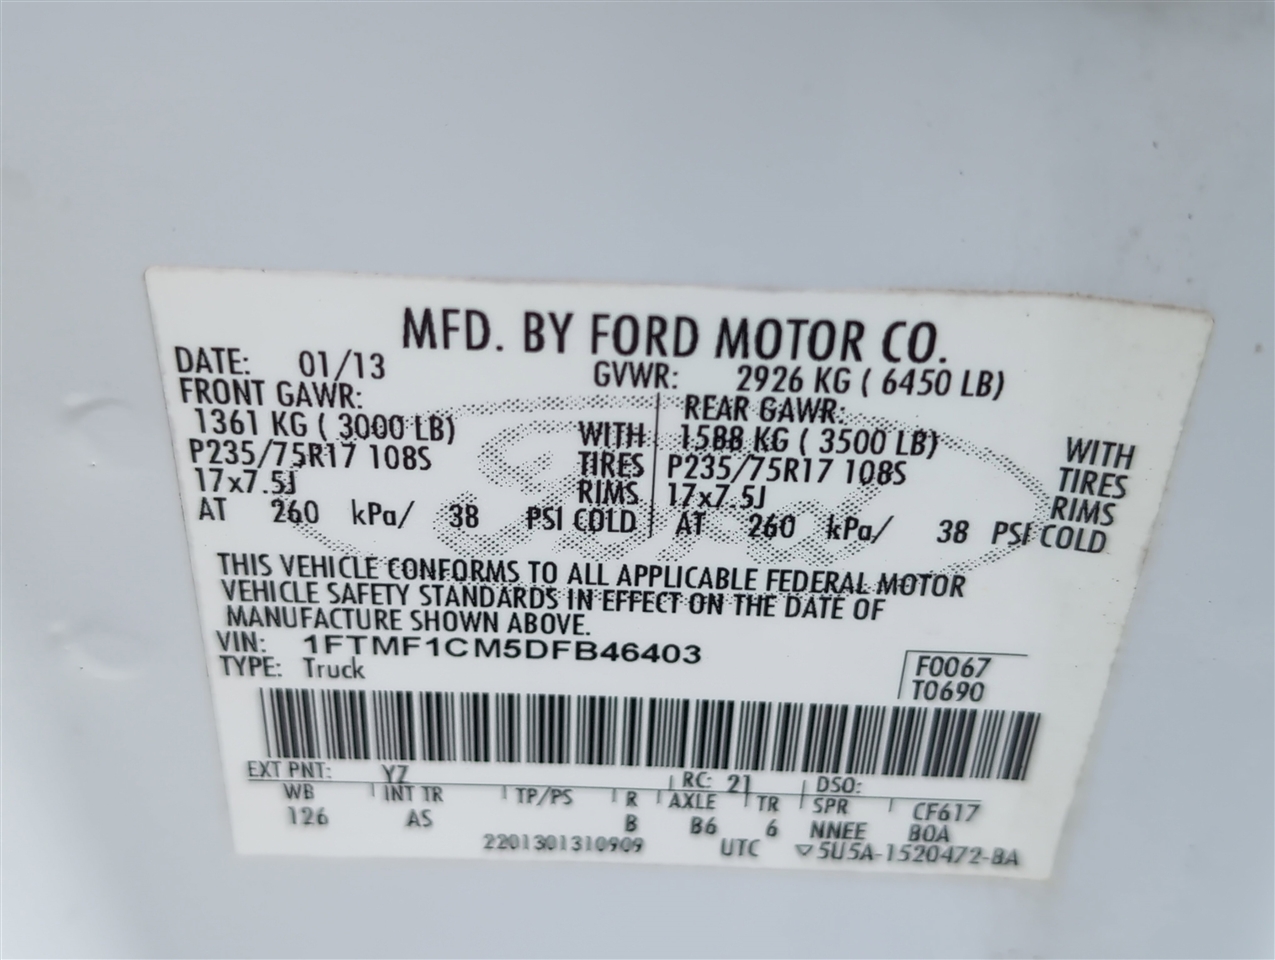 MFD. BY FORD MOTOR CO.
DATE: 01/13 GVWR: 2926 KG ( 6450 LB)
FRONT GAWR: REAR GAWR:
1361 KG ( 3000 LB) WITH 1588 KG ( 3500 LB) WITH
P235/75R17 108S TIRES P235/75R17 108S TIRES
17x7.5J RIMS 17x7.5J RIMS
AT 260 kPa/ 38 PSI COLD AT 260 kPa/ 38 PSI COLD
THIS VEHICLE CONFORMS TO ALL APPLICABLE FEDERAL MOTOR
VEHICLE SAFETY STANDARDS IN EFFECT ON THE DATE OF
MANUFACTURE SHOWN ABOVE.
VIN: 1FTMF1CM5DFB46403
TYPE: Truck
F0067
T0690
EXT PNT: YZ RC: 21 DSO:
WB INT TR TP/PS R AXLE TR SPR CF617
126 AS B B6 6 NNEE BOA
2201301310909 UTC ▽5U5A-1520472-BA
Ford